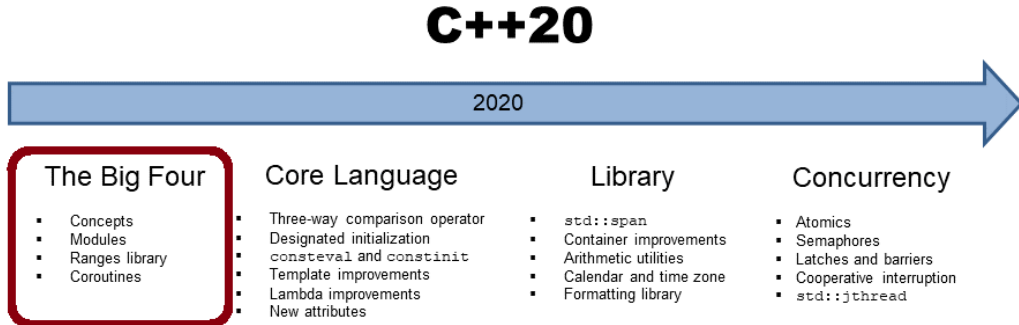 C++20
2020
The Big Four
▪ Concepts
▪ Modules
▪ Ranges library
▪ Coroutines
Core Language
▪ Three-way comparison operator
▪ Designated initialization
▪ consteval and constinit
▪ Template improvements
▪ Lambda improvements
▪ New attributes
Library
▪ std::span
▪ Container improvements
▪ Arithmetic utilities
▪ Calendar and time zone
▪ Formatting library
Concurrency
▪ Atomics
▪ Semaphores
▪ Latches and barriers
▪ Cooperative interruption
▪ std::jthread